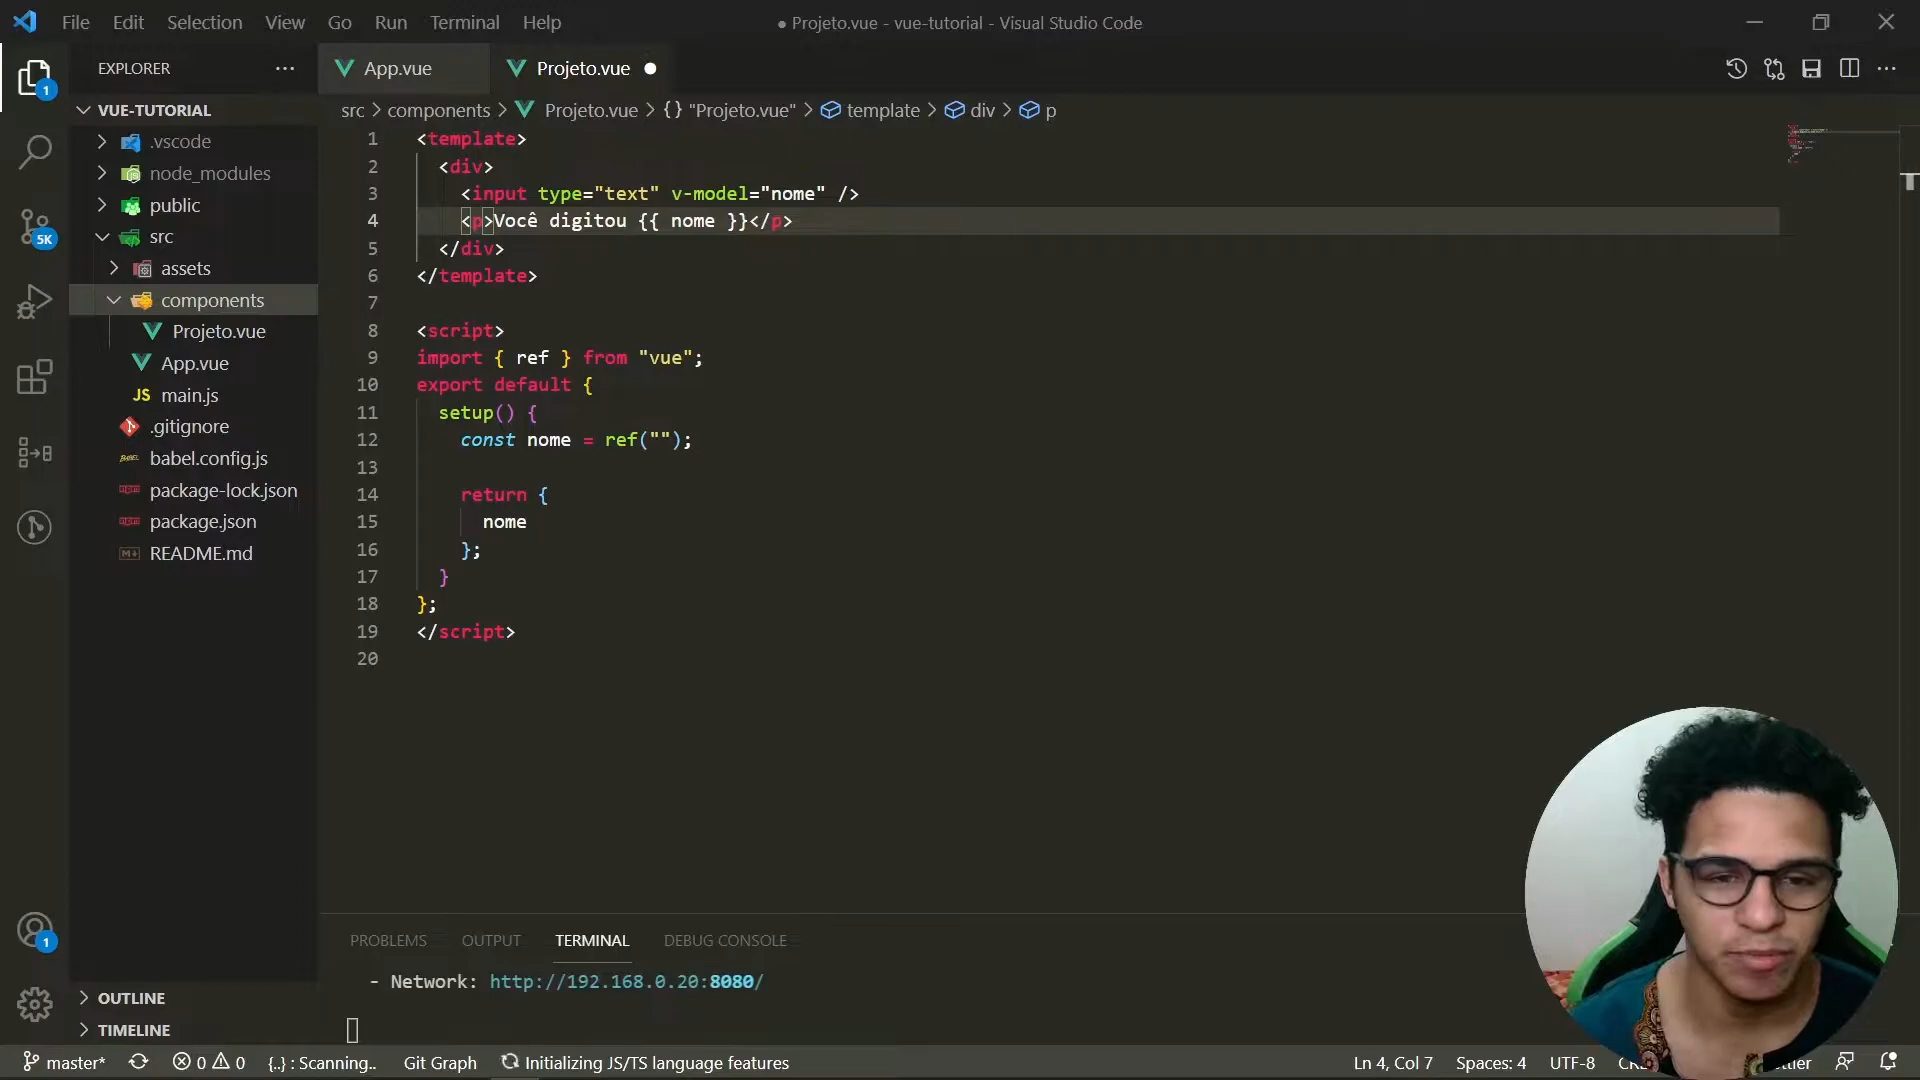 File Edit Selection View Go Run Terminal Help
● Projeto.vue - vue-tutorial - Visual Studio Code
EXPLORER
App.vue
Projeto.vue
1
VUE-TUTORIAL
src > components > Projeto.vue > {} "Projeto.vue" > template > div > p
.vscode
node_modules
public
5K
src
assets
components
Projeto.vue
App.vue
JS main.js
.gitignore
babel.config.js
package-lock.json
package.json
README.md
1 <template>
2 <div>
3 <input type="text" v-model="nome" />
4 <p>Você digitou {{ nome }}</p>
5 </div>
6 </template>
7
8 <script>
9 import { ref } from "vue";
10 export default {
11 setup() {
12 const nome = ref("");
13
14 return {
15 nome
16 };
17 }
18 };
19 </script>
20
PROBLEMS OUTPUT TERMINAL DEBUG CONSOLE
- Network: http://192.168.0.20:8080/
1
OUTLINE
TIMELINE
master* 0 0 {..} : Scanning.. Git Graph Initializing JS/TS language features
Ln 4, Col 7 Spaces: 4 UTF-8